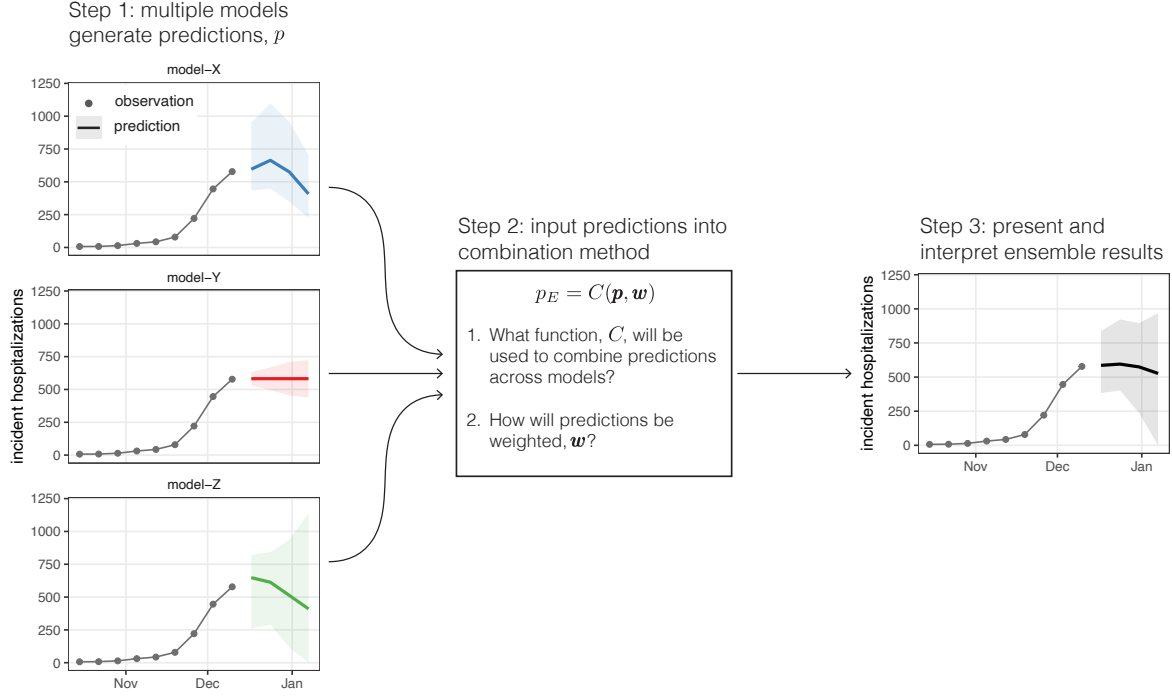 Step 1: multiple models
generate predictions, p
model−X
1250
1000
750
500
250
0
observation
prediction
model−Y
1250
1000
750
500
250
0
incident hospitalizations
model−Z
1250
1000
750
500
250
0
Nov Dec Jan
Step 2: input predictions into
combination method
p_E = C(p, w)
1. What function, C, will be
used to combine predictions
across models?
2. How will predictions be
weighted, w?
Step 3: present and
interpret ensemble results
1250
1000
750
500
250
0
incident hospitalizations
Nov Dec Jan